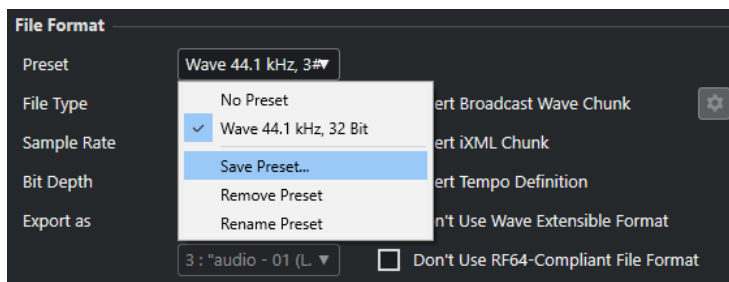 File Format
Preset
Wave 44.1 kHz, 3
File Type
No Preset
ert Broadcast Wave Chunk
Wave 44.1 kHz, 32 Bit
Sample Rate
ert iXML Chunk
Save Preset...
Bit Depth
Remove Preset
ert Tempo Definition
Export as
Rename Preset
n't Use Wave Extensible Format
3 : "audio - 01 (L.
Don't Use RF64-Compliant File Format